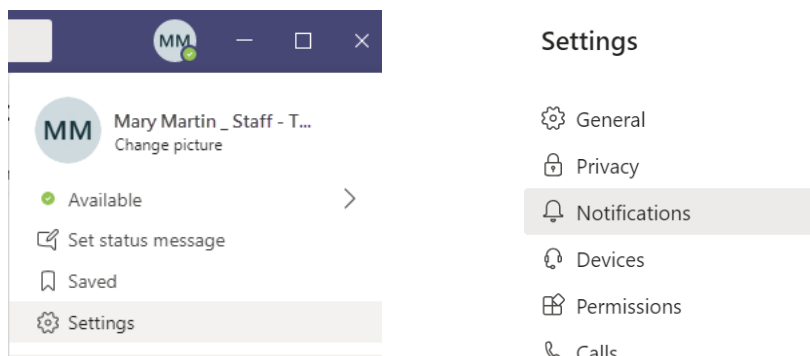 MM
MM
Mary Martin _ Staff - T...
Change picture
Available
Set status message
Saved
Settings
Settings
General
Privacy
Notifications
Devices
Permissions
Calls